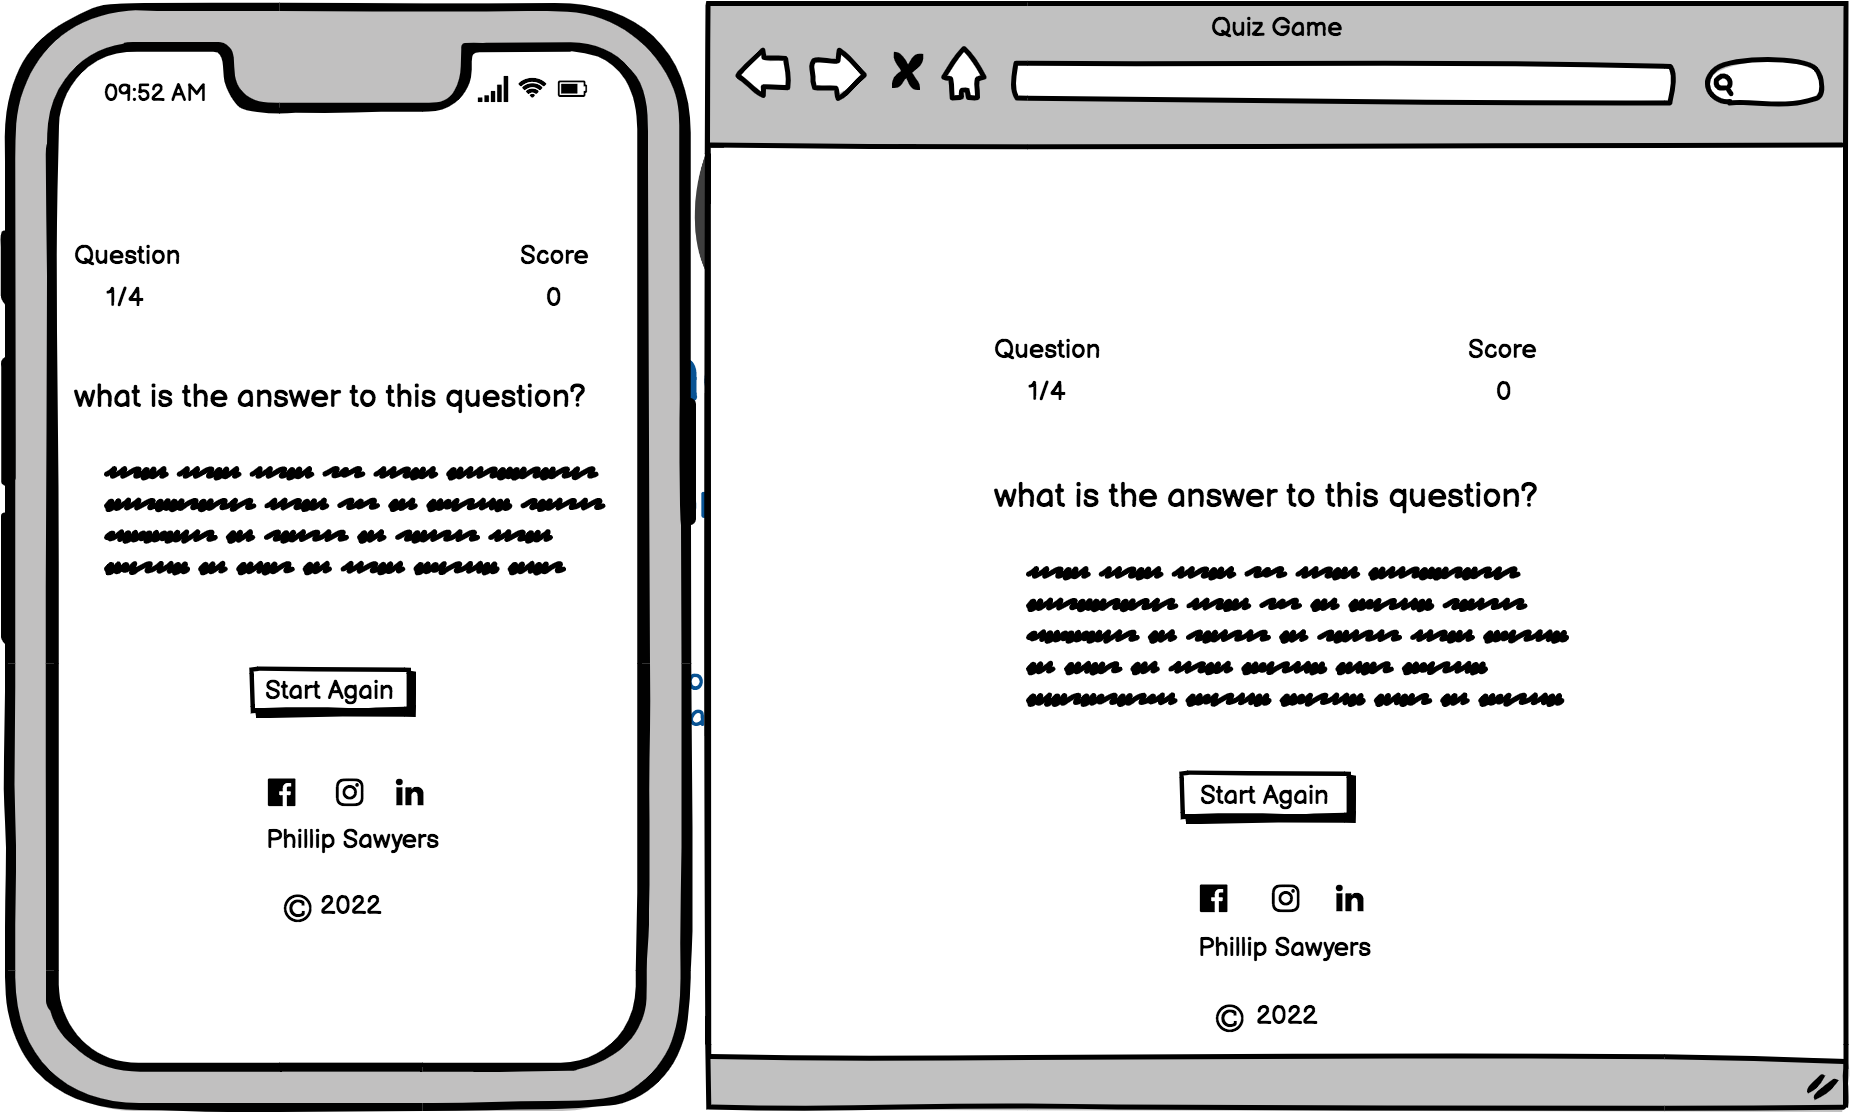 09:52 AM
Question
Score
1/4
0
what is the answer to this question?
Start Again
Phillip Sawyers
© 2022
Quiz Game
Question
Score
1/4
0
what is the answer to this question?
Start Again
in
Phillip Sawyers
© 2022